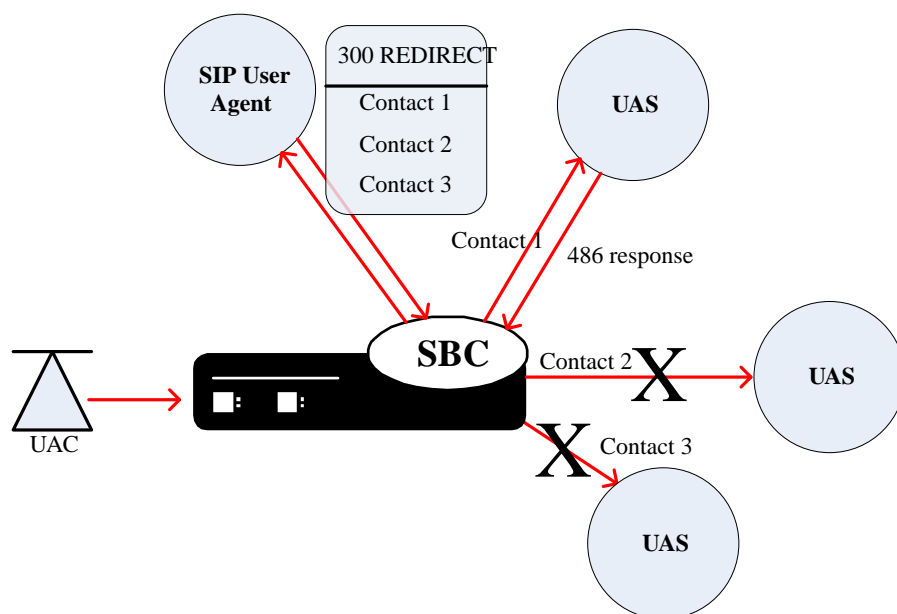 300 REDIRECT
SIP User
Agent
Contact 1
Contact 2
Contact 3
UAS
Contact 1
486 response
SBC
Contact 2
X
UAS
UAC
Contact 3
X
UAS